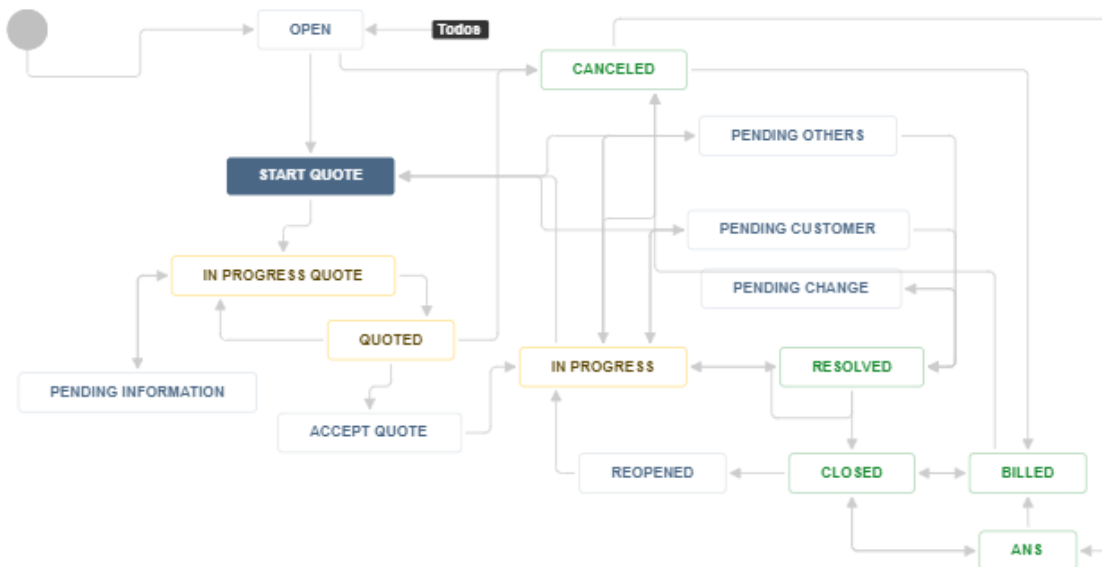 OPEN
Todos
CANCELED
PENDING OTHERS
START QUOTE
PENDING CUSTOMER
IN PROGRESS QUOTE
PENDING CHANGE
QUOTED
IN PROGRESS
RESOLVED
PENDING INFORMATION
ACCEPT QUOTE
REOPENED
CLOSED
BILLED
ANS